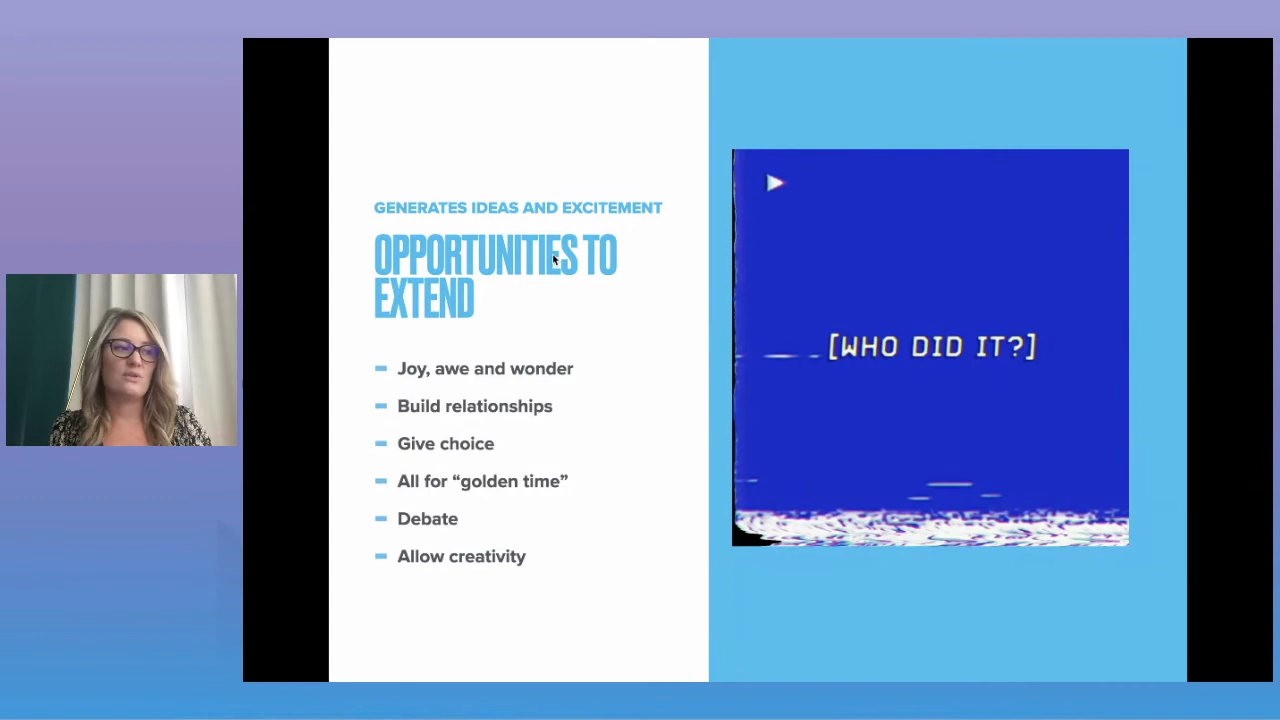 GENERATES IDEAS AND EXCITEMENT
OPPORTUNITIES TO
EXTEND
Joy, awe and wonder
Build relationships
Give choice
All for “golden time”
Debate
Allow creativity
[WHO DID IT?]